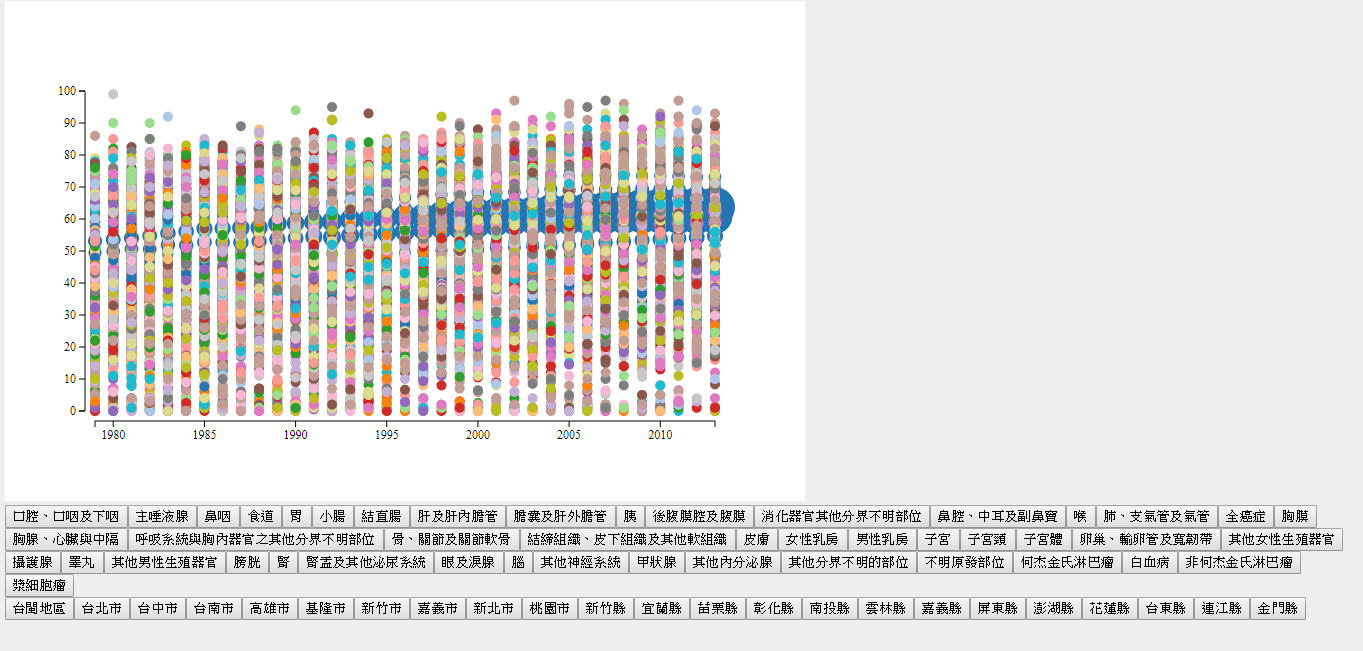 100
90
80
70
60
50
40
30
20
10
0
1980 1985 1990 1995 2000 2005 2010
口腔、口咽及下咽 主唾液腺 鼻咽 食道 胃 小腸 結直腸 肝及肝內膽管 膽囊及肝外膽管 胰 後腹膜腔及腹膜 消化器官其他分界不明部位 鼻腔、中耳及副鼻竇 喉 肺、支氣管及氣管 全癌症 胸膜
胸腺、心臟與中隔 呼吸系統與胸內器官之其他分界不明部位 骨、關節及關節軟骨 結締組織、皮下組織及其他軟組織 皮膚 女性乳房 男性乳房 子宮 子宮頸 子宮體 卵巢、輸卵管及寬韌帶 其他女性生殖器官
攝護腺 睪丸 其他男性生殖器官 膀胱 腎 腎盂及其他泌尿系統 眼及淚腺 腦 其他神經系統 甲狀腺 其他內分泌腺 其他分界不明的部位 不明原發部位 何杰金氏淋巴瘤 白血病 非何杰金氏淋巴瘤
漿細胞瘤
台閩地區 台北市 台中市 台南市 高雄市 基隆市 新竹市 嘉義市 新北市 桃園市 新竹縣 宜蘭縣 苗栗縣 彰化縣 南投縣 雲林縣 嘉義縣 屏東縣 澎湖縣 花蓮縣 台東縣 連江縣 金門縣